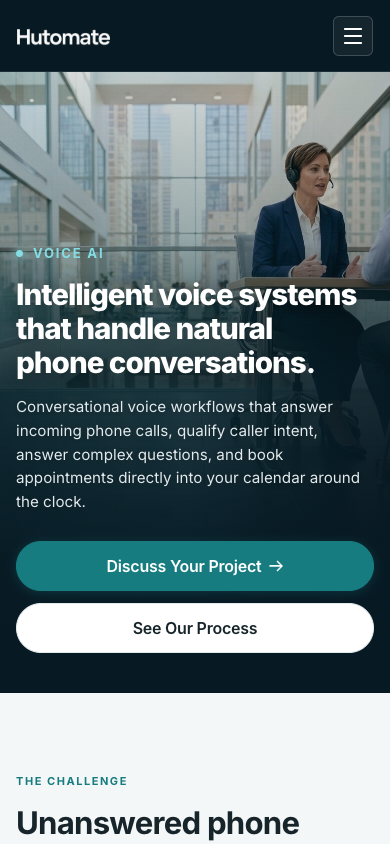 Hutomate
VOICE AI
Intelligent voice systems
that handle natural
phone conversations.
Conversational voice workflows that answer
incoming phone calls, qualify caller intent,
answer complex questions, and book
appointments directly into your calendar around
the clock.
Discuss Your Project →
See Our Process
THE CHALLENGE
Unanswered phone